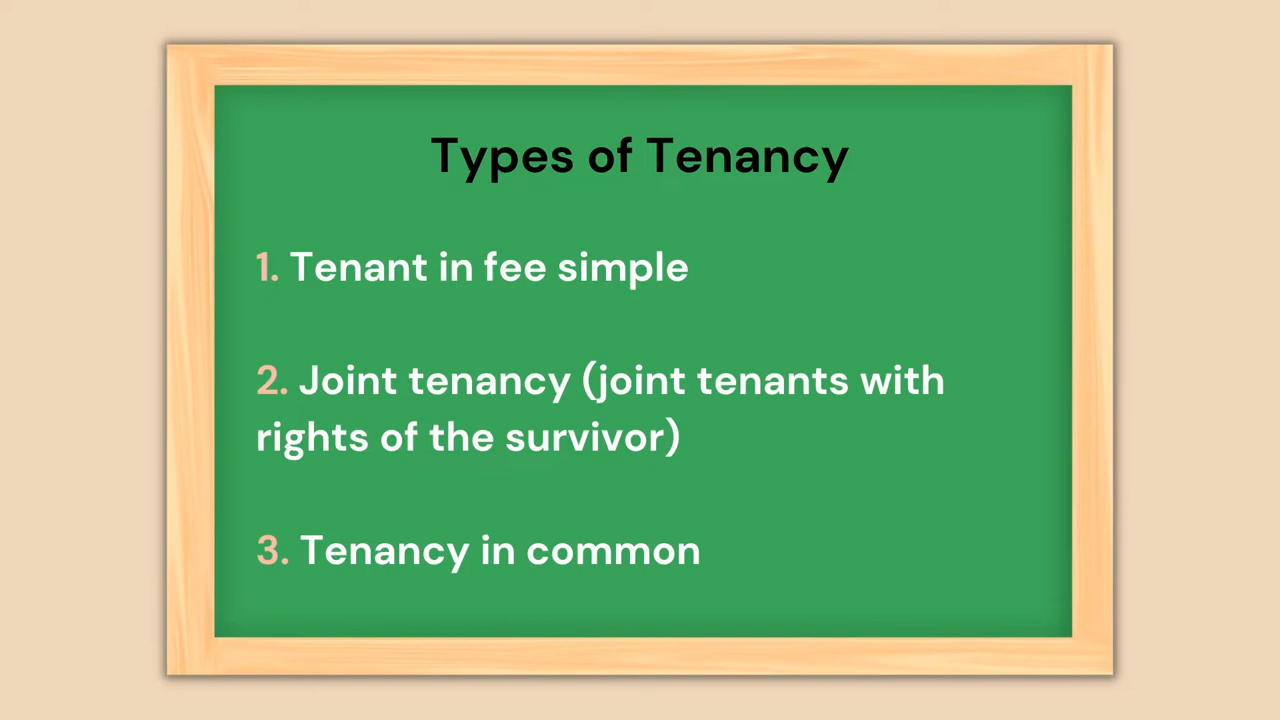 Types of Tenancy
1. Tenant in fee simple
2. Joint tenancy (joint tenants with
rights of the survivor)
3. Tenancy in common